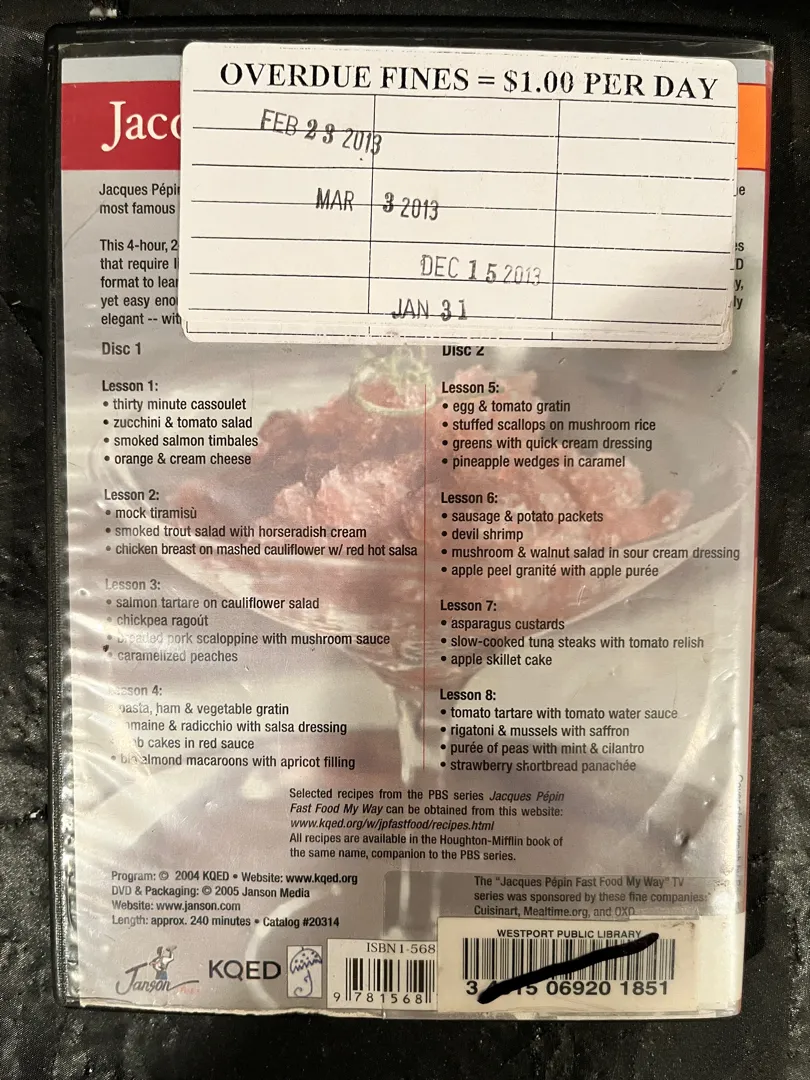 OVERDUE FINES = $1.00 PER DAY
FEB 23 2013
MAR 3 2013
DEC 15 2013
JAN 31
Jacques Pépin
most famous
This 4-hour, 2-
that require
format to
yet easy
elegant -- with
Disc 1
Lesson 1:
• thirty minute cassoulet
• zucchini & tomato salad
• smoked salmon timbales
• orange & cream cheese
Lesson 2:
• mock tiramisù
• smoked trout salad with horseradish cream
• chicken breast on mashed cauliflower w/ red hot salsa
Lesson 3:
• salmon tartare on cauliflower salad
• chickpea ragoût
• breaded pork scaloppine with mushroom sauce
• caramelized peaches
Lesson 4:
pasta, ham & vegetable gratin
romaine & radicchio with salsa dressing
cakes in red sauce
• almond macaroons with apricot filling
Disc 2
Lesson 5:
• egg & tomato gratin
• stuffed scallops on mushroom rice
• greens with quick cream dressing
• pineapple wedges in caramel
Lesson 6:
• sausage & potato packets
• devil shrimp
• mushroom & walnut salad in sour cream dressing
• apple peel granité with apple purée
Lesson 7:
• asparagus custards
• slow-cooked tuna steaks with tomato relish
• apple skillet cake
Lesson 8:
• tomato tartare with tomato water sauce
• rigatoni & mussels with saffron
• purée of peas with mint & cilantro
• strawberry shortbread panachée
Selected recipes from the PBS series Jacques Pépin
Fast Food My Way can be obtained from this website:
www.kqed.org/w/jpfastfood/recipes.html
All recipes are available in the Houghton-Mifflin book of
the same name, companion to the PBS series.
Program: © 2004 KQED • Website: www.kqed.org
DVD & Packaging: © 2005 Janson Media
Website: www.janson.com
Length: approx. 240 minutes • Catalog #20314
The "Jacques Pépin Fast Food My Way" TV
series was sponsored by these fine companies:
Cuisinart, Mealtime.org, and OXO
Janson
KQED
ISBN 1-568
9 781568
WESTPORT PUBLIC LIBRARY
3 15 06920 1851